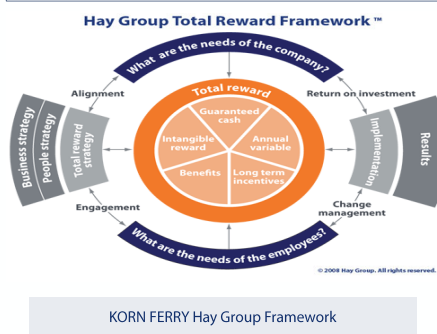 Hay Group Total Reward Framework ™
What are the needs of the company?
Alignment
Return on investment
Business strategy
People strategy
Total reward
strategy
Total reward
Guaranteed
cash
Intangible
reward
Annual
variable
Benefits
Long term
incentives
Implementation
Results
Engagement
Change
management
What are the needs of the employees?
© 2008 Hay Group. All rights reserved.
KORN FERRY Hay Group Framework